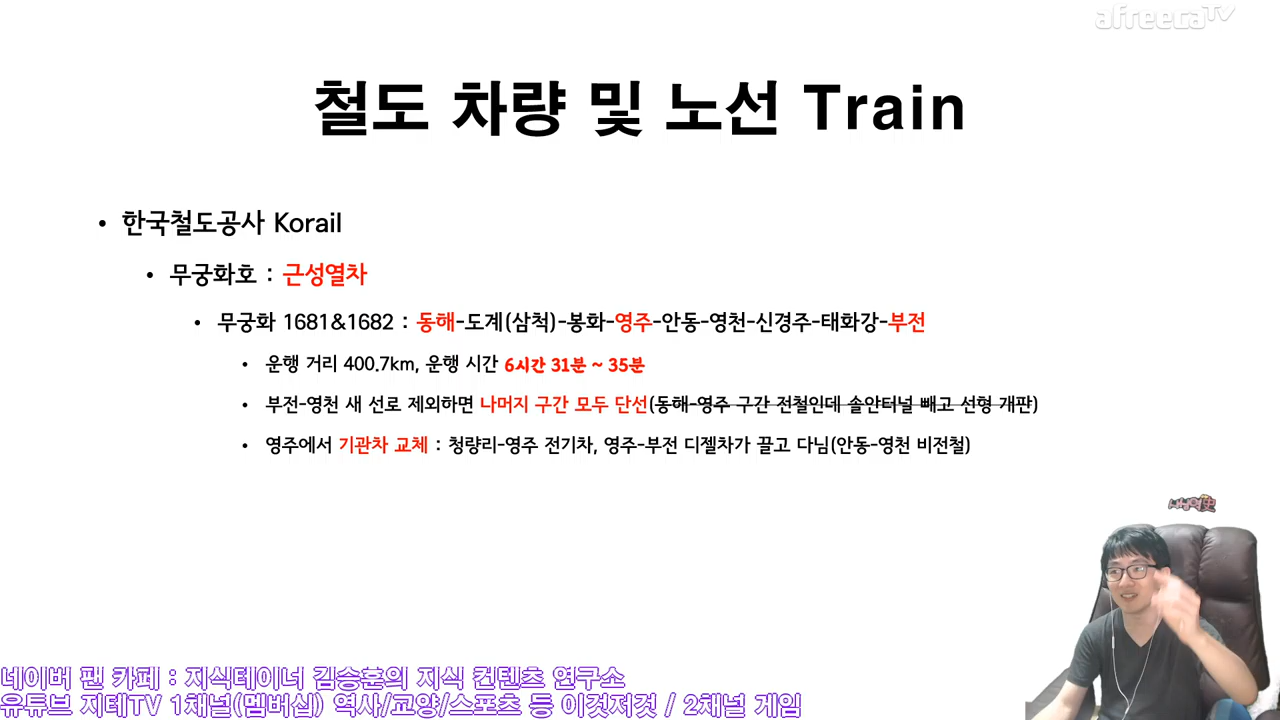 afreecaTV
철도 차량 및 노선 Train
• 한국철도공사 Korail
• 무궁화호 : 근성열차
• 무궁화 1681&1682 : 동해-도계(삼척)-봉화-영주-안동-영천-신경주-태화강-부전
• 운행 거리 400.7km, 운행 시간 6시간 31분 ~ 35분
• 부전-영천 새 선로 제외하면 나머지 구간 모두 단선(동해-영주 구간 전철인데 솔안터널 빼고 선형 개판)
• 영주에서 기관차 교체 : 청량리-영주 전기차, 영주-부전 디젤차가 끌고 다님(안동-영천 비전철)
네이버 팬 카페 : 지식테이너 김승훈의 지식 컨텐츠 연구소
유튜브 지테TV 1채널(멤버십) 역사/교양/스포츠 등 이것저것 / 2채널 게임